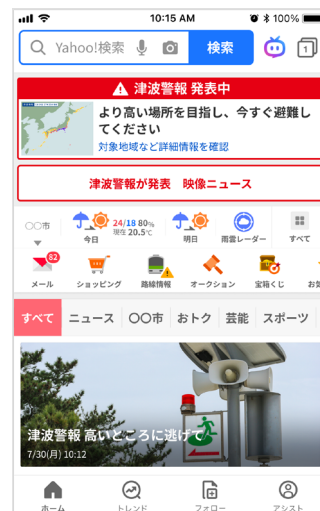 10:15 AM
100%
Yahoo!検索
検索
1
津波警報 発表中
より高い場所を目指し、今すぐ避難し
てください
対象地域など詳細情報を確認
津波警報が発表 映像ニュース
〇〇市
24/18 80%
現在 20.5℃
今日
明日
雨雲レーダー
すべて
82
メール
ショッピング
路線情報
オークション
宝箱くじ
お気
すべて
ニュース
〇〇市
おトク
芸能
スポーツ
津波警報 高いところに逃げて
7/30(月) 10:12
ホーム
トレンド
フォロー
アシスト